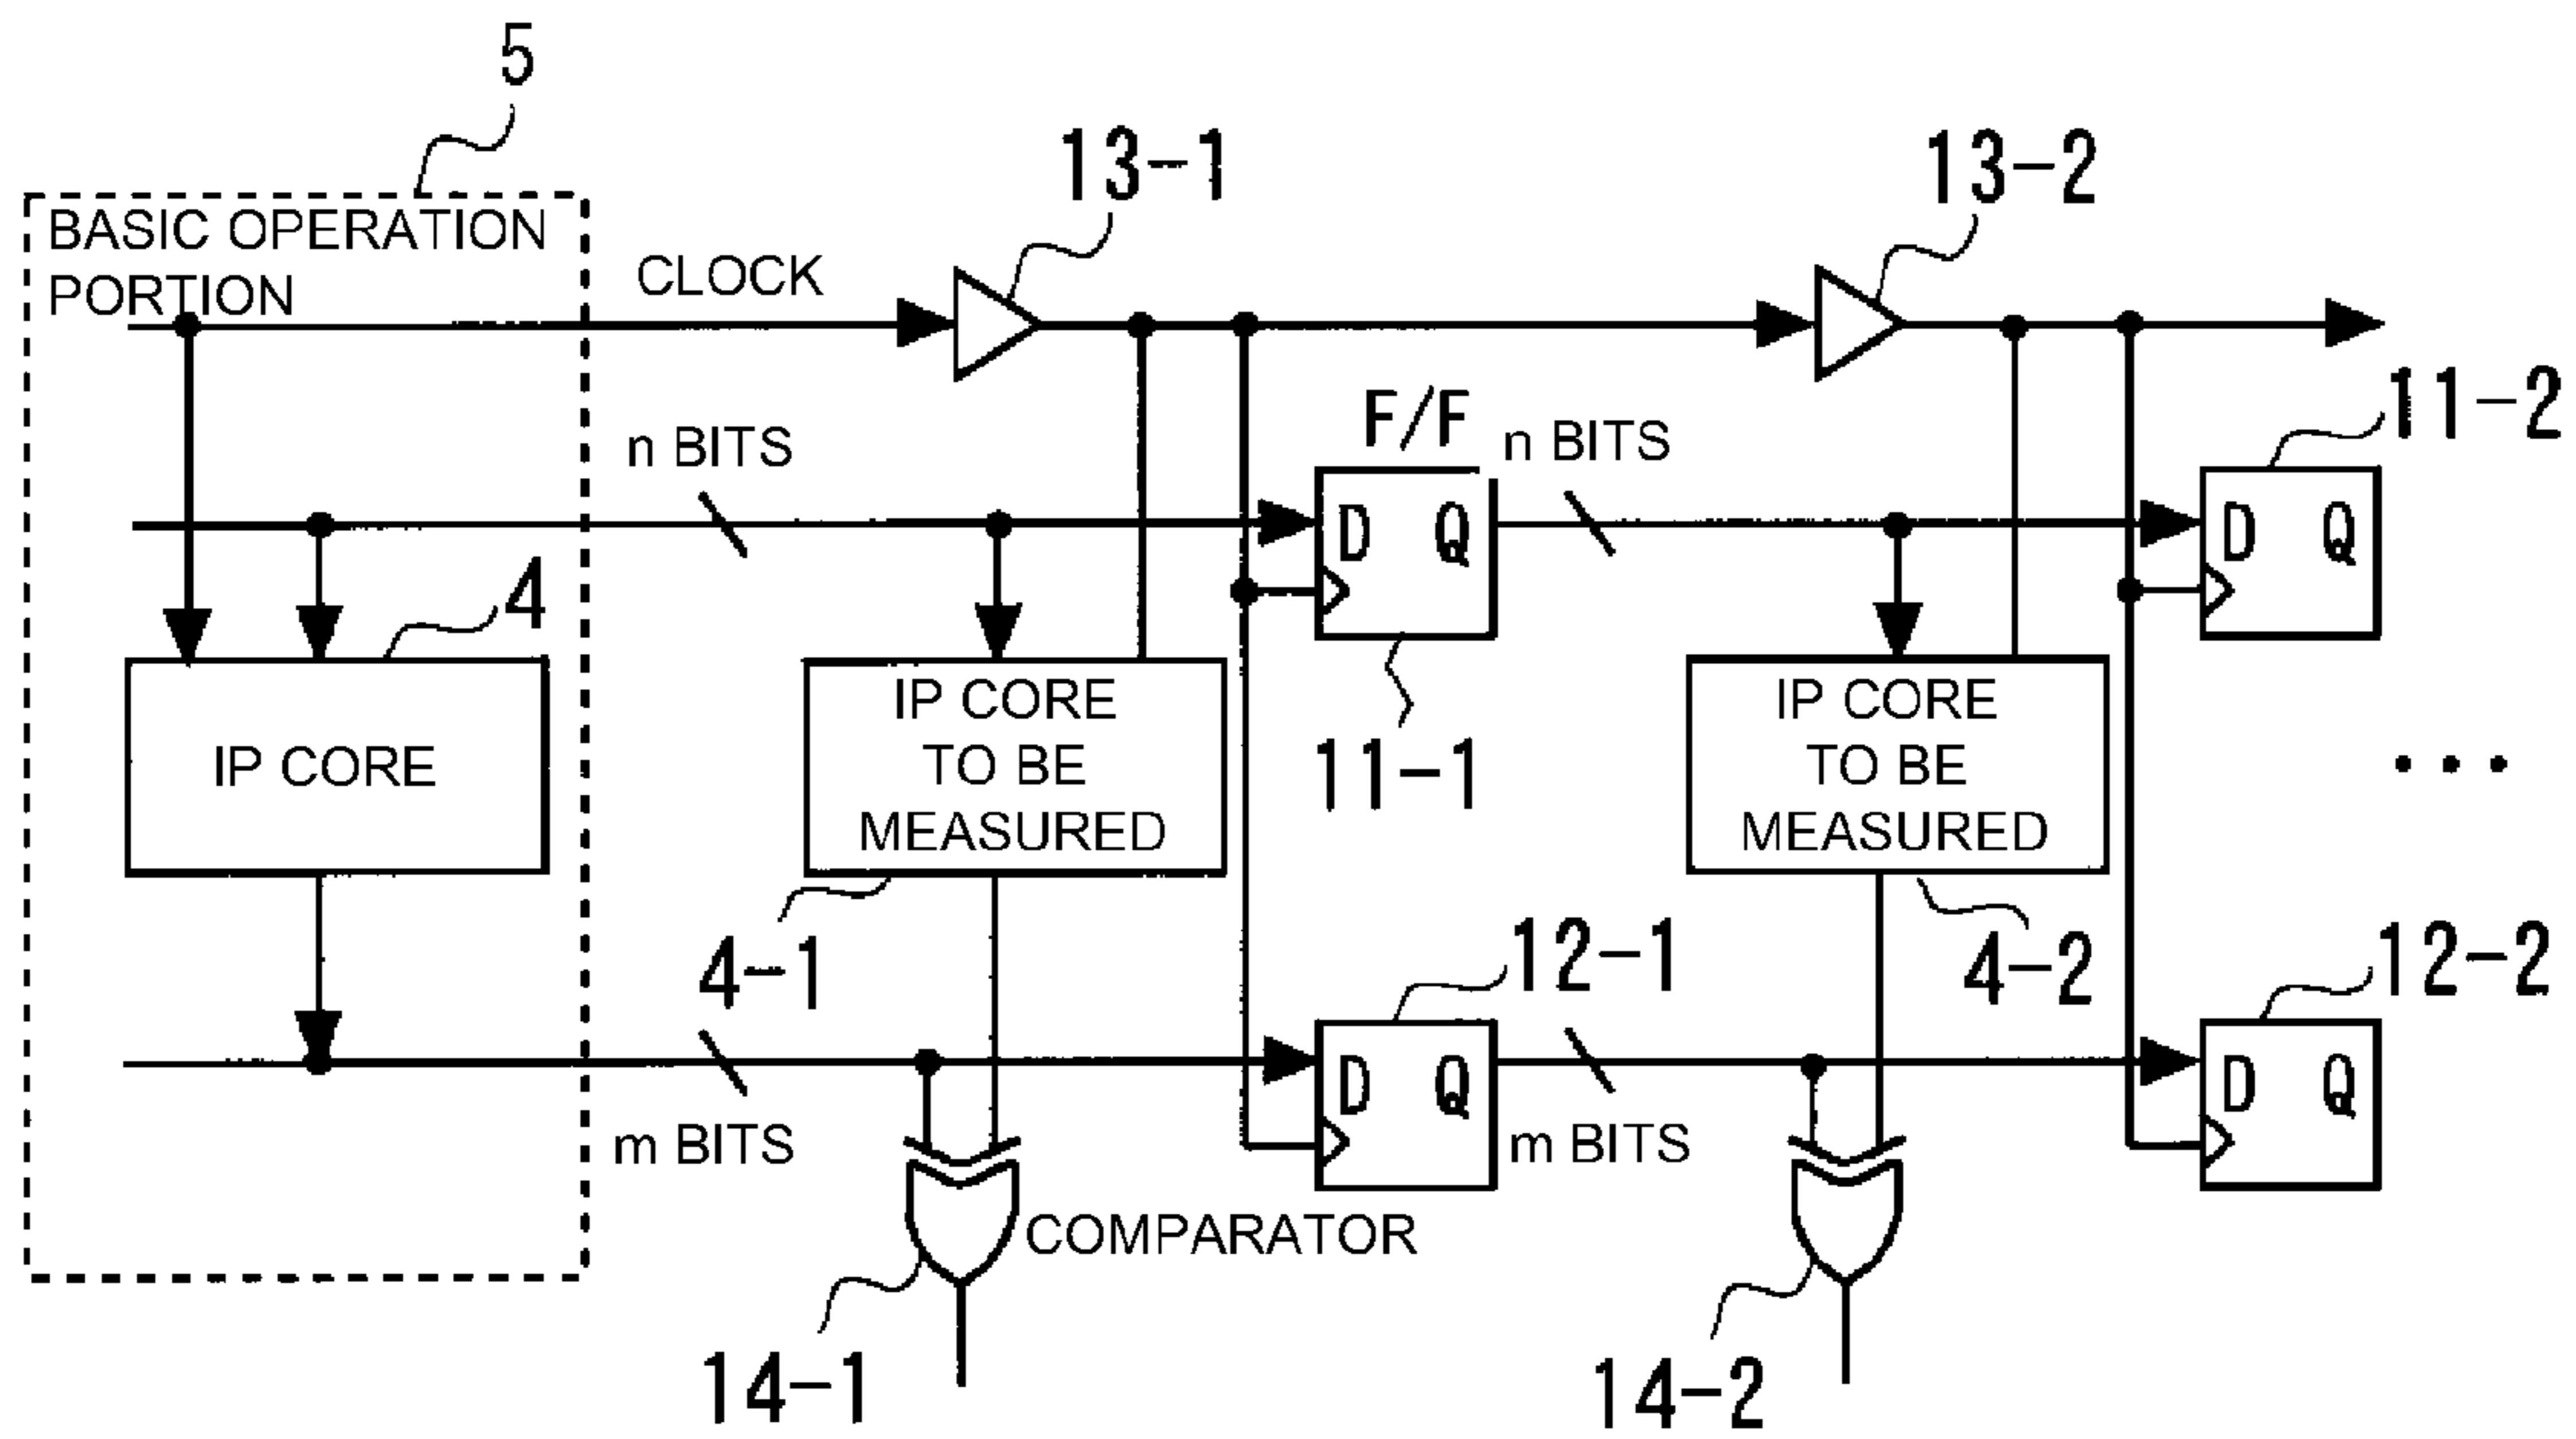 5
13-1
13-2
BASIC OPERATION
PORTION
CLOCK
11-2
F/F
n BITS
n BITS
D Q
D Q
4
IP CORE
IP CORE
TO BE
MEASURED
11-1
IP CORE
TO BE
MEASURED
...
4-1
12-1
4-2
12-2
D Q
D Q
m BITS
m BITS
COMPARATOR
14-1
14-2